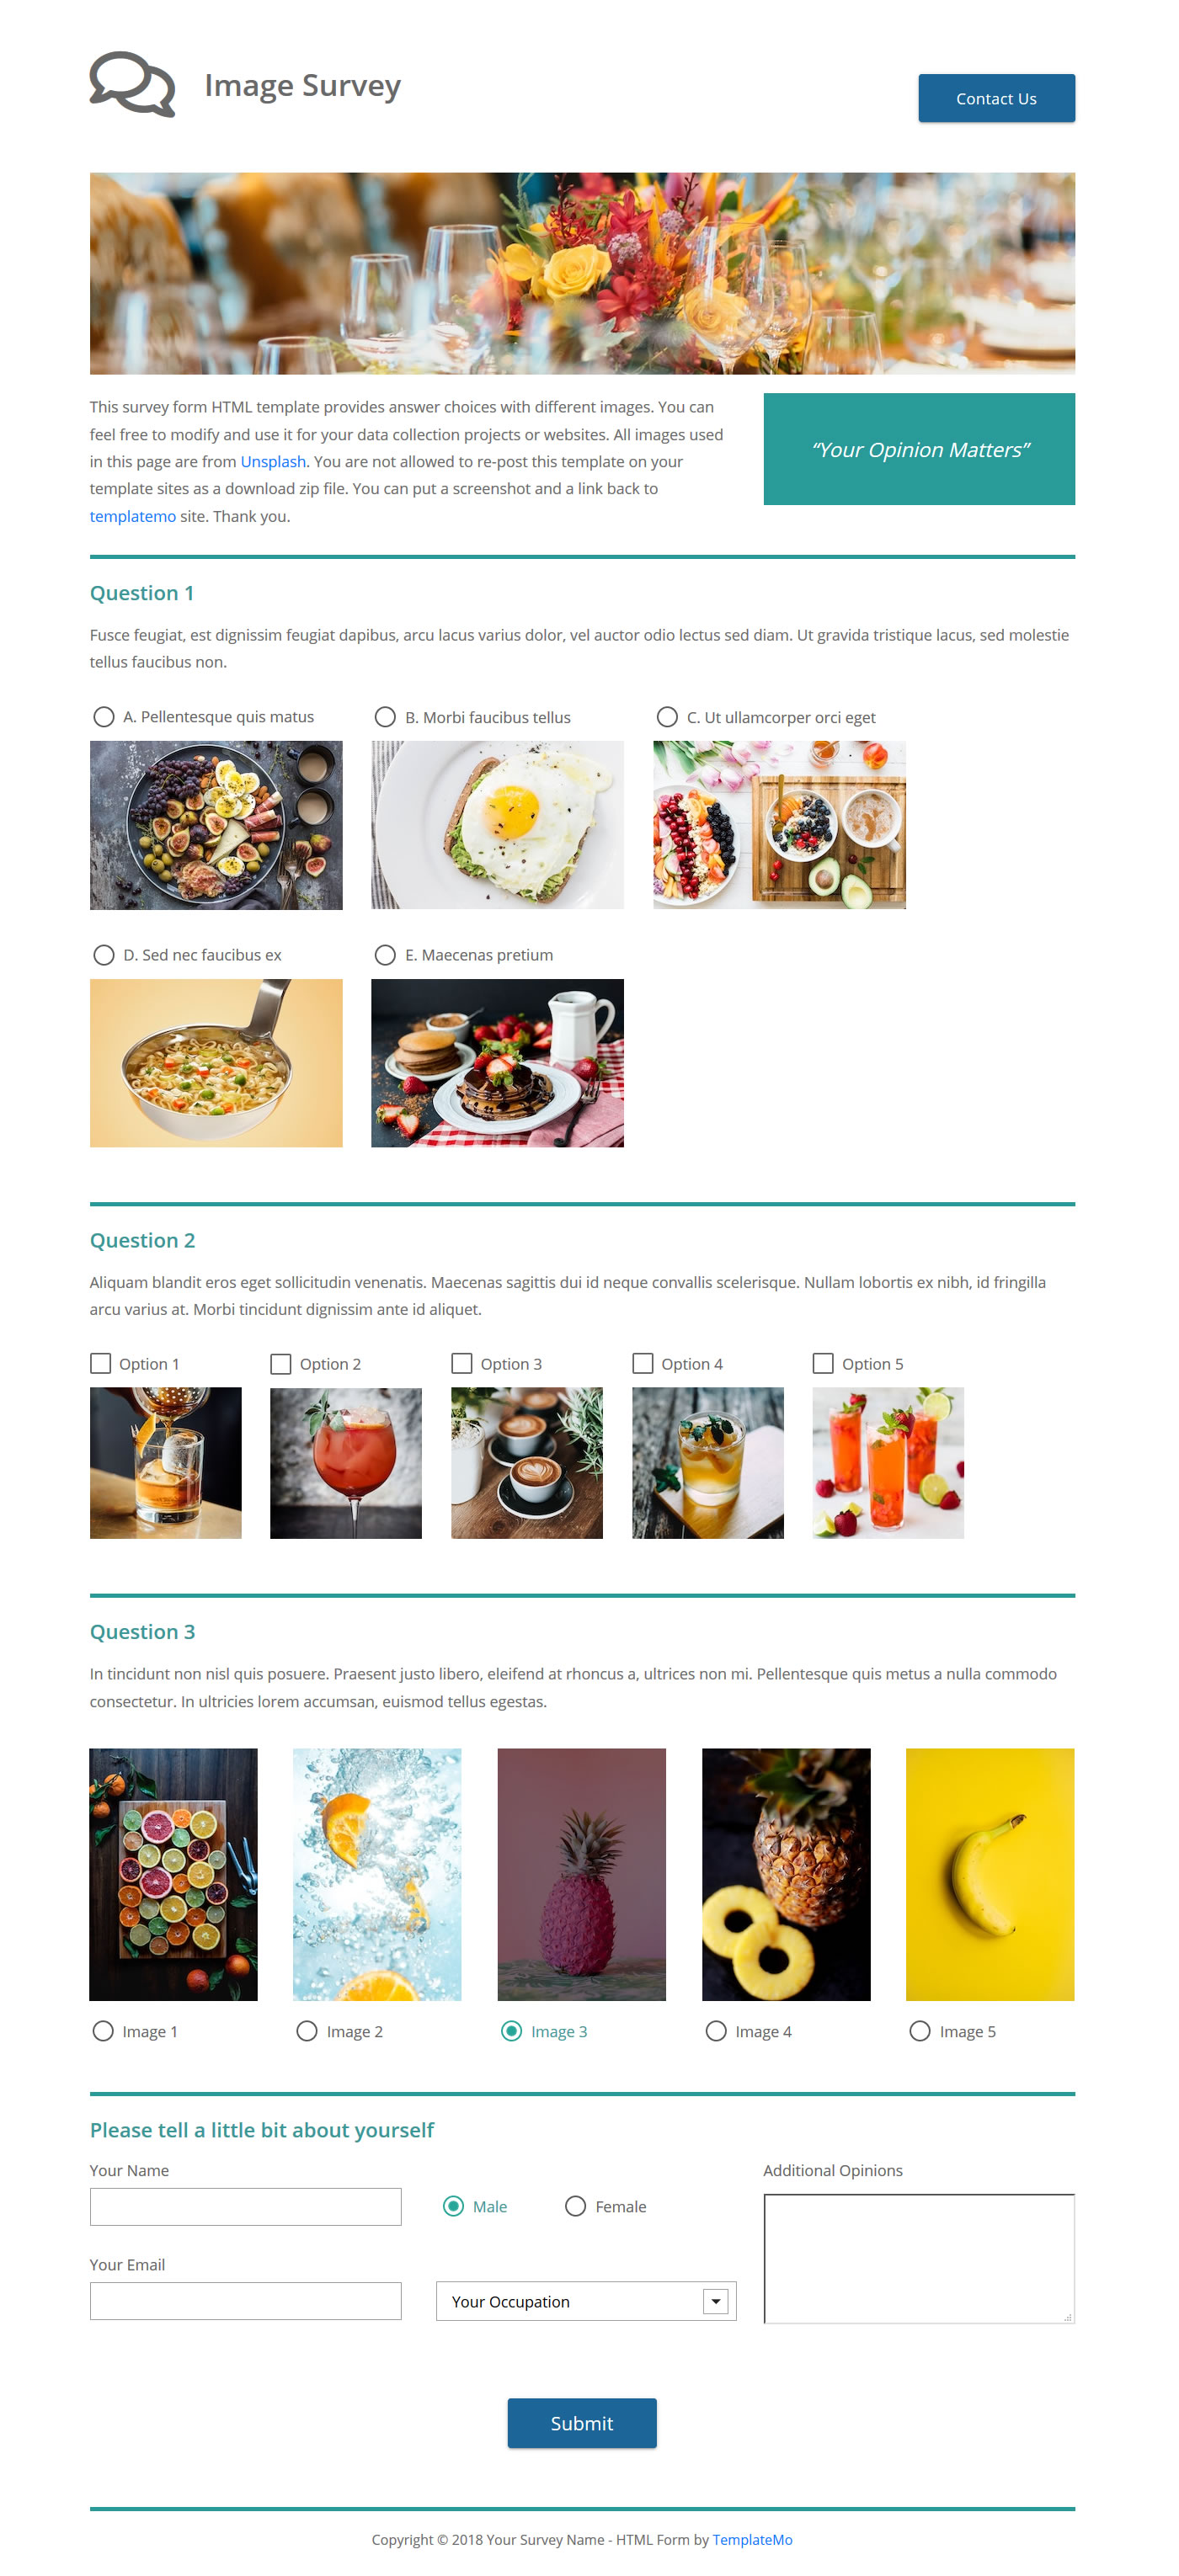 Image Survey
Contact Us
This survey form HTML template provides answer choices with different images. You can
feel free to modify and use it for your data collection projects or websites. All images used
in this page are from Unsplash. You are not allowed to re-post this template on your
template sites as a download zip file. You can put a screenshot and a link back to
templatemo site. Thank you.
“Your Opinion Matters”
Question 1
Fusce feugiat, est dignissim feugiat dapibus, arcu lacus varius dolor, vel auctor odio lectus sed diam. Ut gravida tristique lacus, sed molestie
tellus faucibus non.
A. Pellentesque quis matus
B. Morbi faucibus tellus
C. Ut ullamcorper orci eget
D. Sed nec faucibus ex
E. Maecenas pretium
Question 2
Aliquam blandit eros eget sollicitudin venenatis. Maecenas sagittis dui id neque convallis scelerisque. Nullam lobortis ex nibh, id fringilla
arcu varius at. Morbi tincidunt dignissim ante id aliquet.
Option 1
Option 2
Option 3
Option 4
Option 5
Question 3
In tincidunt non nisl quis posuere. Praesent justo libero, eleifend at rhoncus a, ultrices non mi. Pellentesque quis metus a nulla commodo
consectetur. In ultricies lorem accumsan, euismod tellus egestas.
Image 1
Image 2
Image 3
Image 4
Image 5
Please tell a little bit about yourself
Your Name
Male
Female
Your Email
Your Occupation
Additional Opinions
Submit
Copyright © 2018 Your Survey Name - HTML Form by TemplateMo